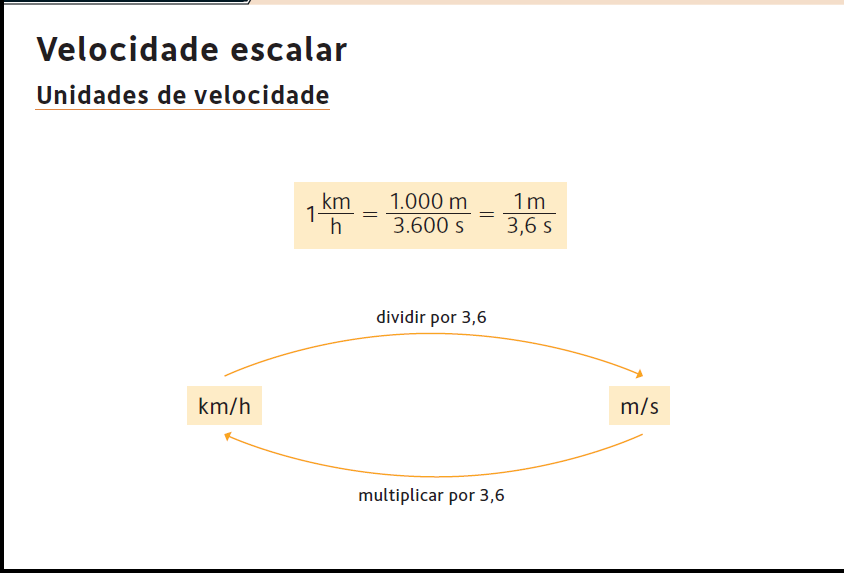 Velocidade escalar
Unidades de velocidade
1 km/h = 1.000 m/3.600 s = 1 m/3,6 s
dividir por 3,6
km/h
m/s
multiplicar por 3,6